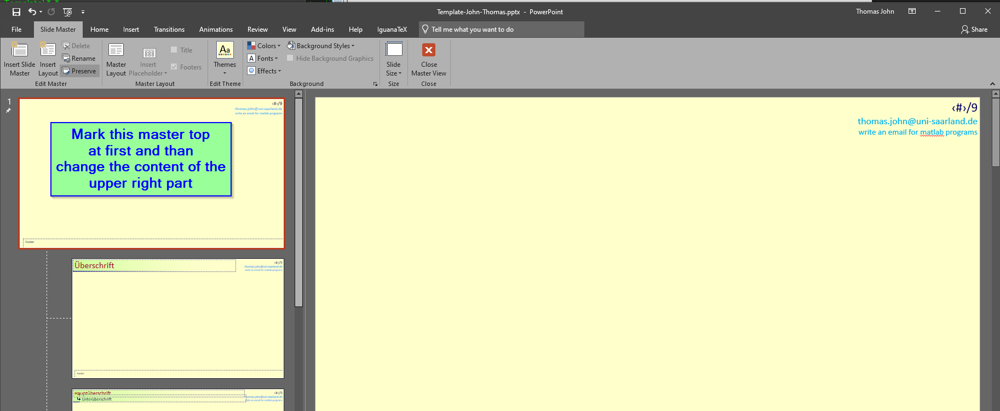 Template-John-Thomas.pptx - PowerPoint
Thomas John
File
Slide Master
Home
Insert
Transitions
Animations
Review
View
Add-ins
Help
IguanaTeX
Tell me what you want to do
Share
Insert Slide
Master
Insert
Layout
Delete
Rename
Preserve
Edit Master
Master
Layout
Insert
Placeholder
Title
Footers
Master Layout
Aa
Themes
Edit Theme
Colors
A Fonts
Effects
Background Styles
Hide Background Graphics
Background
Slide
Size
Size
Close
Master View
Close
1
‹#›/9
thomas.john@uni-saarland.de
write an email for matlab programs
Mark this master top
at first and than
change the content of the
upper right part
Footer
Überschrift
‹#›/9
thomas.john@uni-saarland.de
write an email for matlab programs
Footer
Hauptüberschrift
Unterüberschrift
‹#›/9
thomas.john@uni-saarland.de
write an email for matlab programs
‹#›/9
thomas.john@uni-saarland.de
write an email for matlab programs